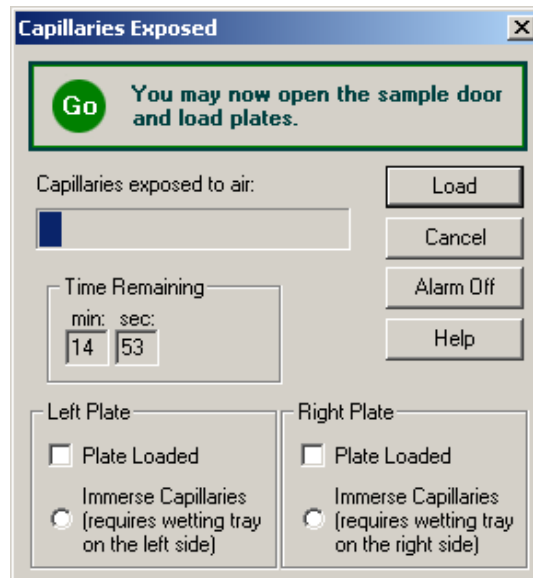 Capillaries Exposed
Go
You may now open the sample door
and load plates.
Capillaries exposed to air:
Load
Cancel
Alarm Off
Help
Time Remaining
min: sec:
14 53
Left Plate
Plate Loaded
Immerse Capillaries
(requires wetting tray
on the left side)
Right Plate
Plate Loaded
Immerse Capillaries
(requires wetting tray
on the right side)